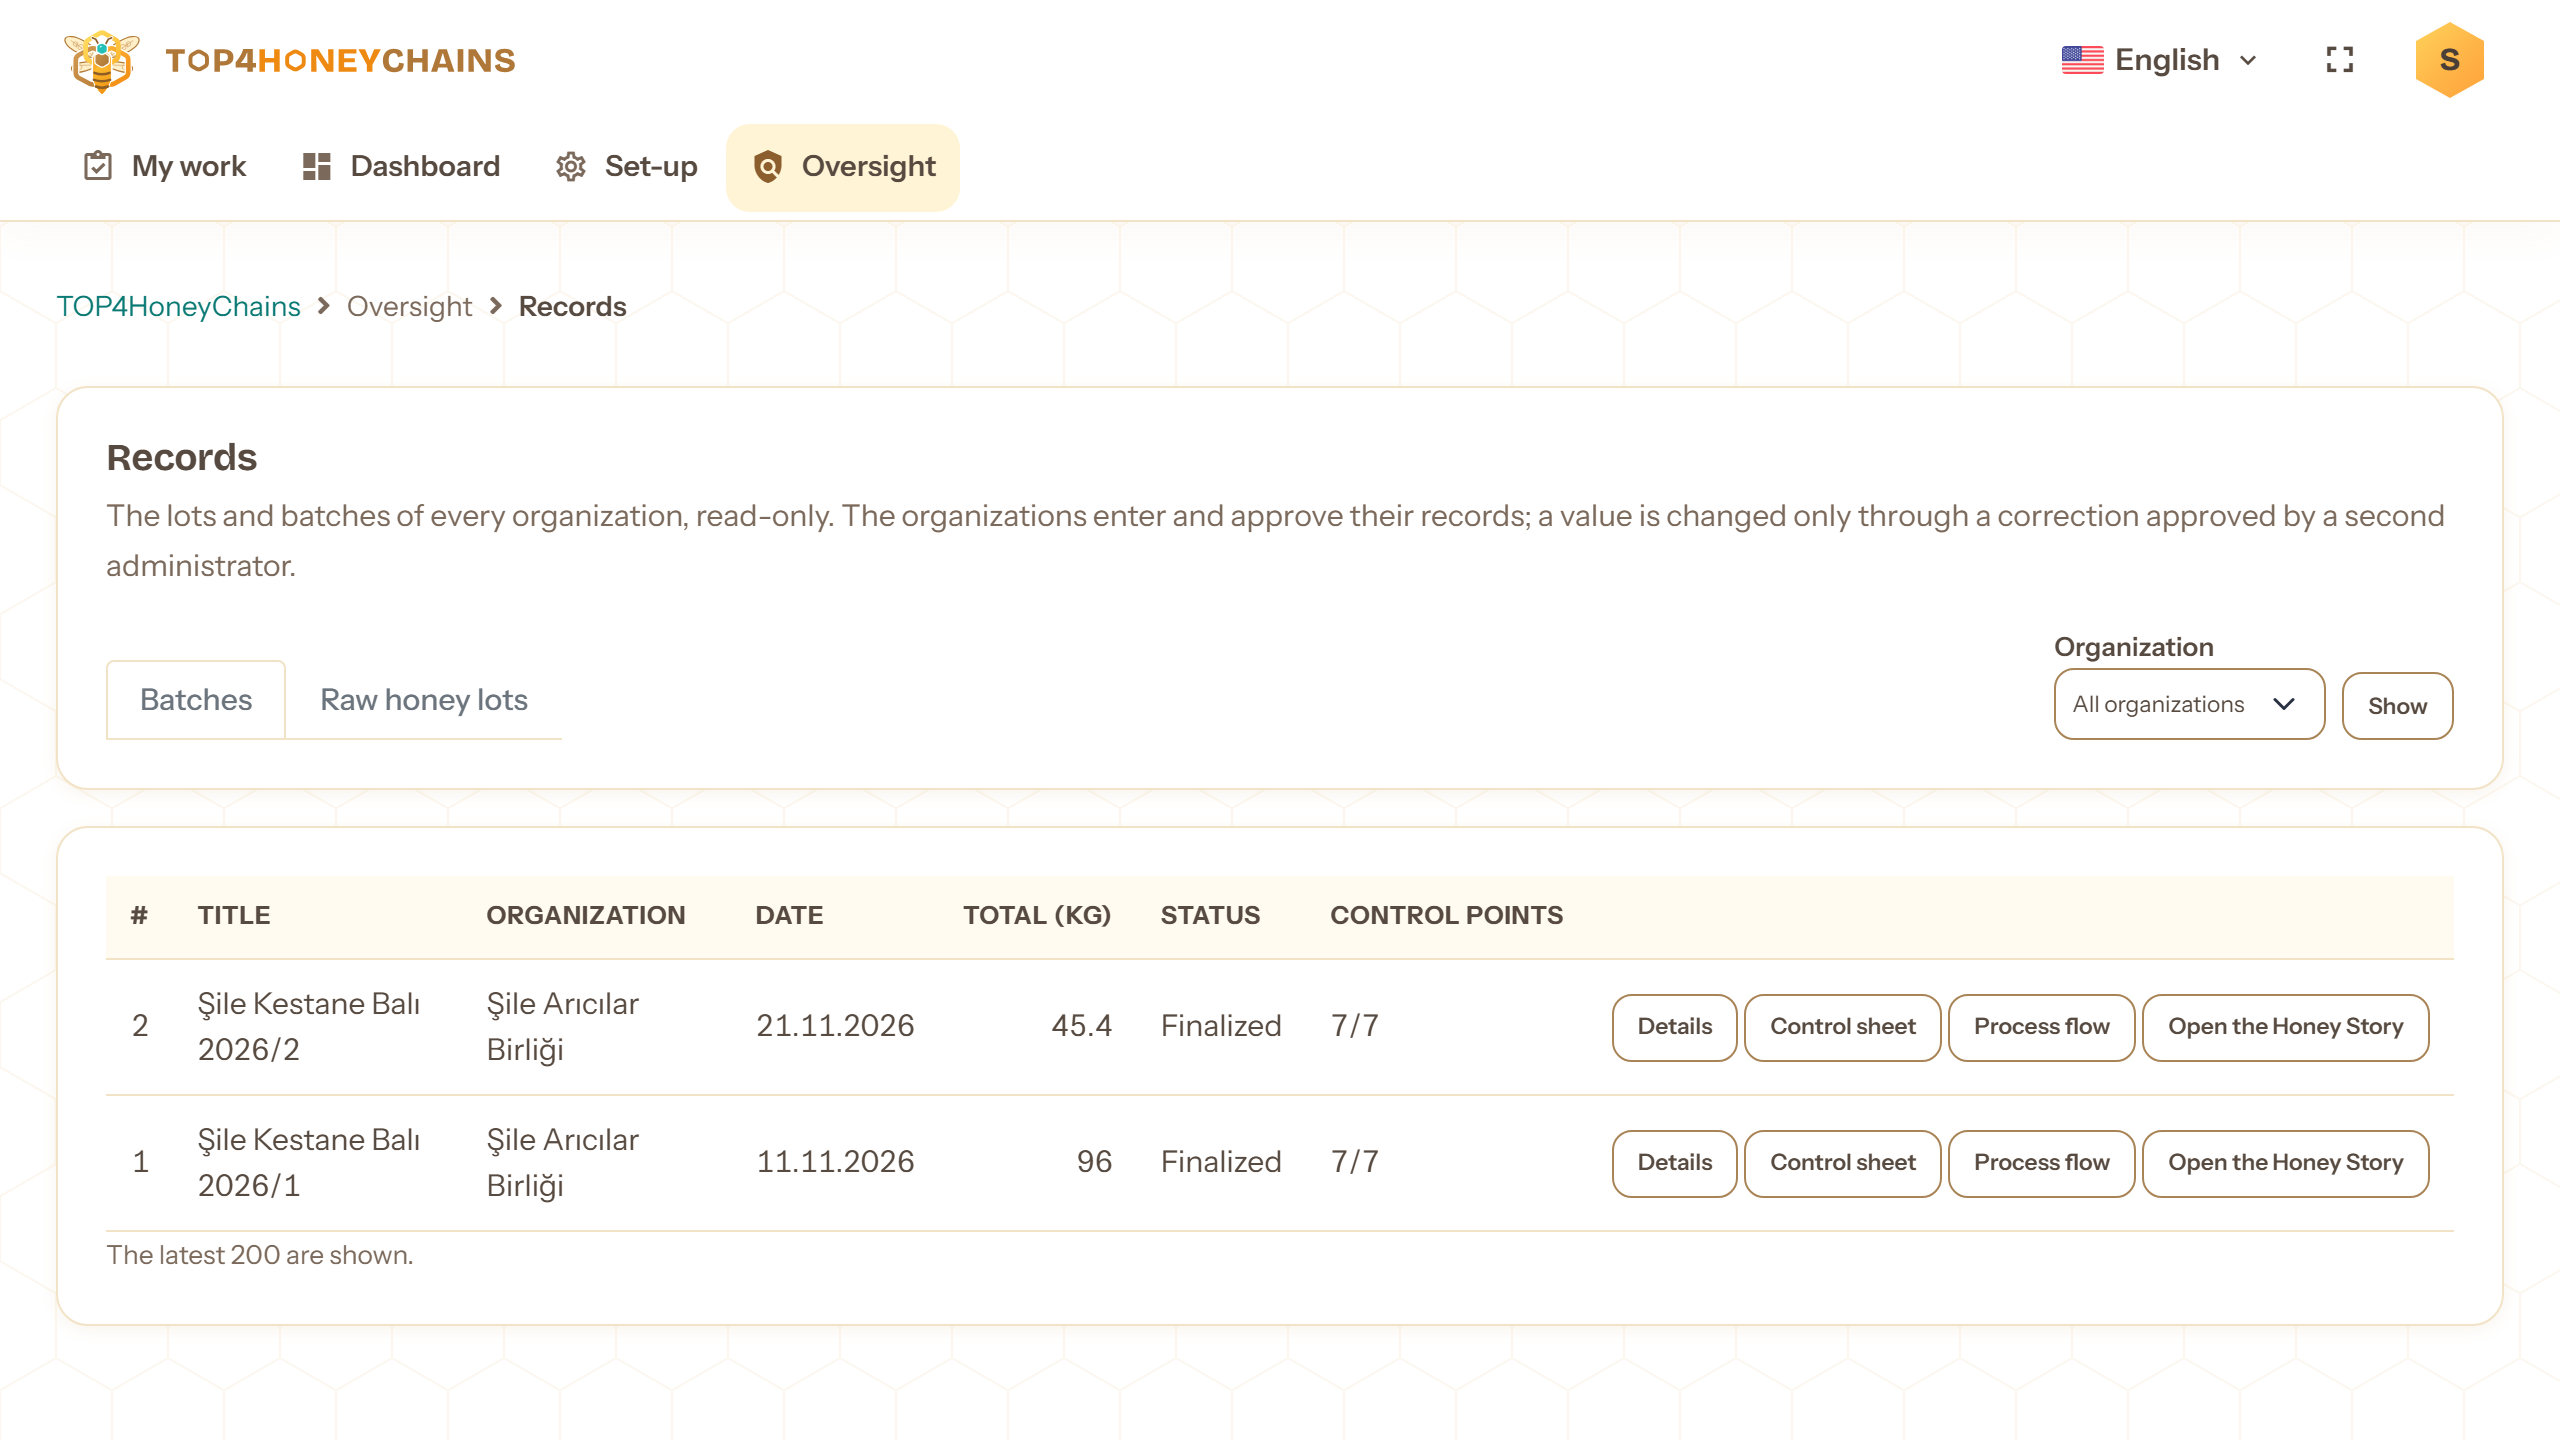 TOP4HONEYCHAINS
English
S
My work
Dashboard
Set-up
Oversight
TOP4HoneyChains > Oversight > Records
Records
The lots and batches of every organization, read-only. The organizations enter and approve their records; a value is changed only through a correction approved by a second
administrator.
Organization
Batches
Raw honey lots
All organizations
Show
# TITLE ORGANIZATION DATE TOTAL (KG) STATUS CONTROL POINTS
2 Şile Kestane Balı 2026/2 Şile Arıcılar Birliği 21.11.2026 45.4 Finalized 7/7 Details Control sheet Process flow Open the Honey Story
1 Şile Kestane Balı 2026/1 Şile Arıcılar Birliği 11.11.2026 96 Finalized 7/7 Details Control sheet Process flow Open the Honey Story
The latest 200 are shown.